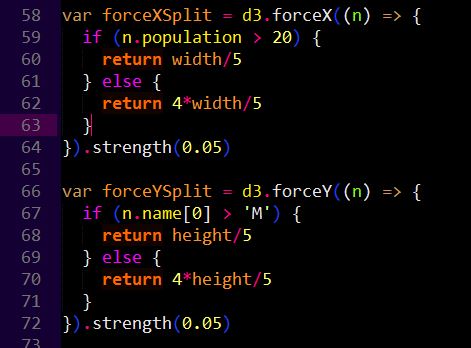 58 var forceXSplit = d3.forceX((n) => {
59 if (n.population > 20) {
60 return width/5
61 } else {
62 return 4*width/5
63 }
64 }).strength(0.05)
65
66 var forceYSplit = d3.forceY((n) => {
67 if (n.name[0] > 'M') {
68 return height/5
69 } else {
70 return 4*height/5
71 }
72 }).strength(0.05)
73